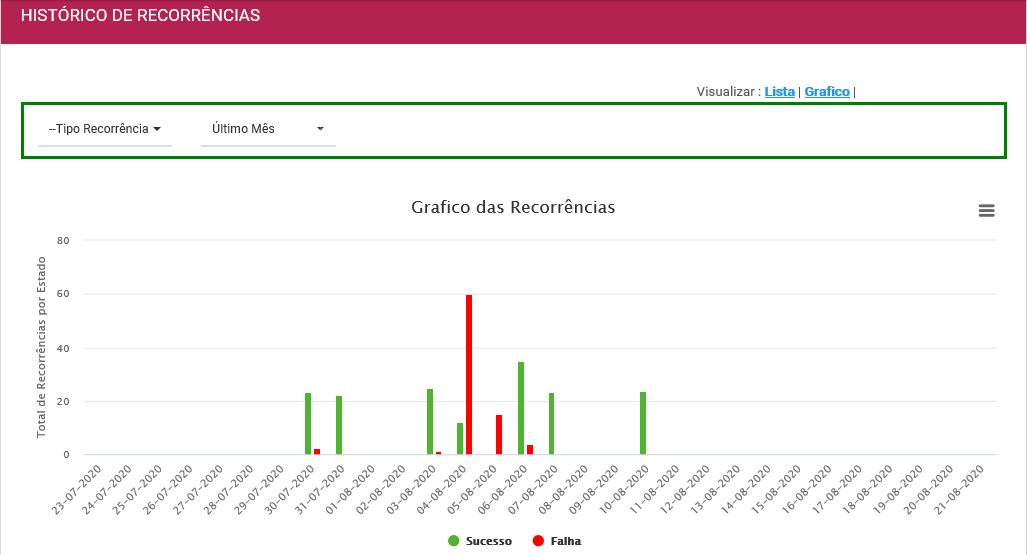 HISTÓRICO DE RECORRÊNCIAS
Visualizar : Lista | Grafico |
--Tipo Recorrência Último Mês
Grafico das Recorrências
Total de Recorrências por Estado
80
60
40
20
0
23-07-2020 24-07-2020 25-07-2020 26-07-2020 27-07-2020 28-07-2020 29-07-2020 30-07-2020 31-07-2020 01-08-2020 02-08-2020 03-08-2020 04-08-2020 05-08-2020 06-08-2020 07-08-2020 08-08-2020 09-08-2020 10-08-2020 11-08-2020 12-08-2020 13-08-2020 14-08-2020 15-08-2020 16-08-2020 17-08-2020 18-08-2020 19-08-2020 20-08-2020 21-08-2020
Sucesso Falha